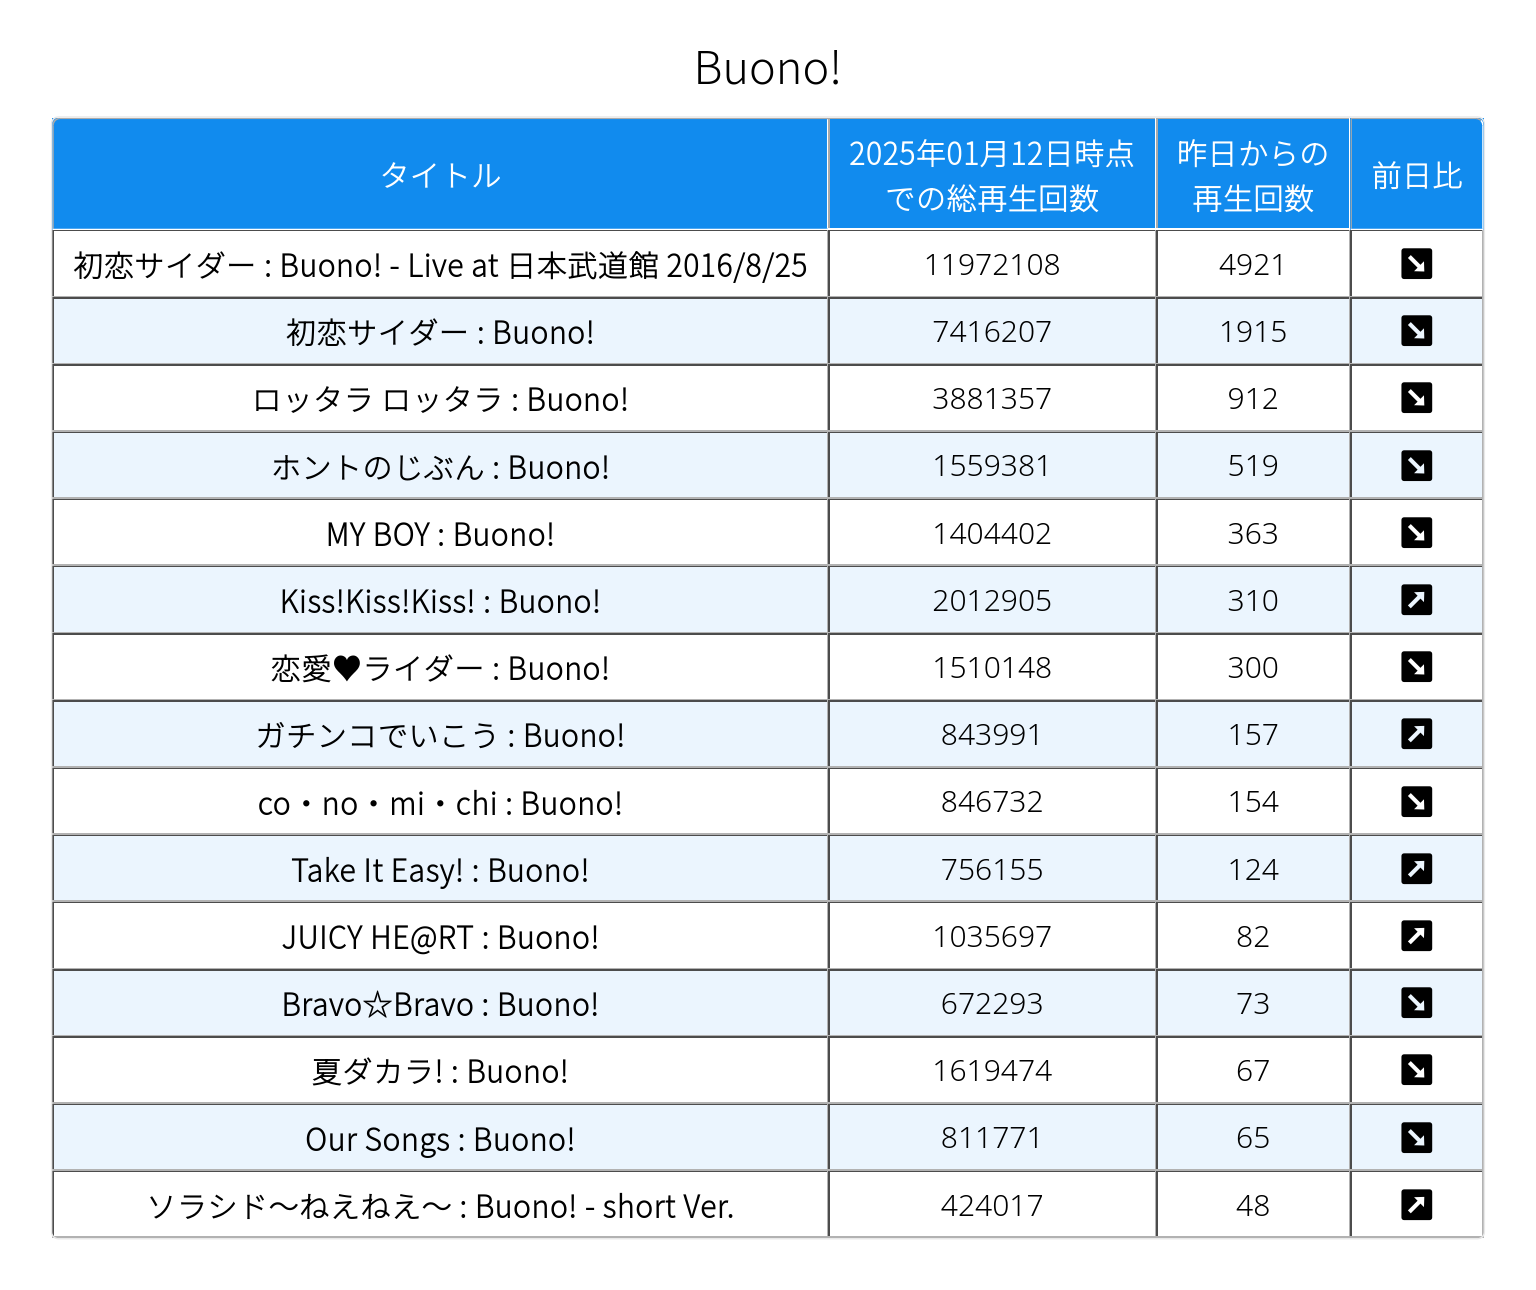 Buono!
タイトル 2025年01月12日時点での総再生回数 昨日からの再生回数 前日比
初恋サイダー : Buono! - Live at 日本武道館 2016/8/25 11972108 4921 ↘
初恋サイダー : Buono! 7416207 1915 ↘
ロッタラ ロッタラ : Buono! 3881357 912 ↘
ホントのじぶん : Buono! 1559381 519 ↘
MY BOY : Buono! 1404402 363 ↘
Kiss!Kiss!Kiss! : Buono! 2012905 310 ↗
恋愛♥ライダー : Buono! 1510148 300 ↘
ガチンコでいこう : Buono! 843991 157 ↗
co・no・mi・chi : Buono! 846732 154 ↘
Take It Easy! : Buono! 756155 124 ↗
JUICY HE@RT : Buono! 1035697 82 ↗
Bravo☆Bravo : Buono! 672293 73 ↘
夏ダカラ! : Buono! 1619474 67 ↘
Our Songs : Buono! 811771 65 ↘
ソラシド〜ねえねえ〜 : Buono! - short Ver. 424017 48 ↗